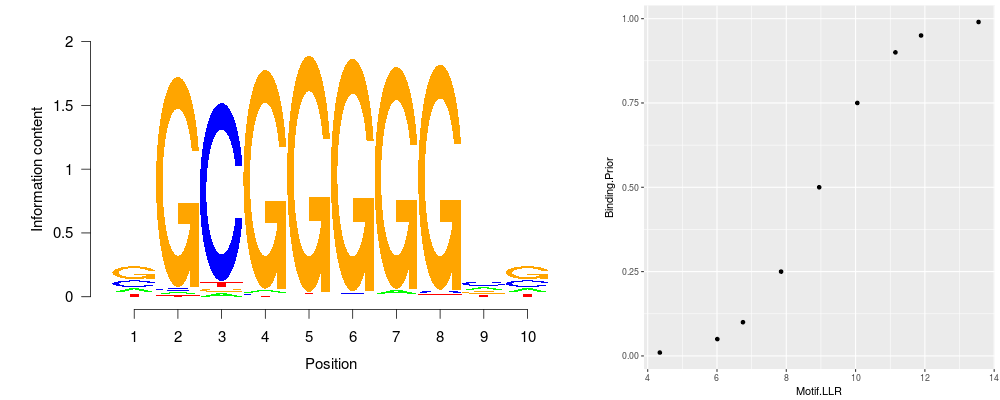 2
1.5
1
0.5
0
Information content
GCGGGGGG
1 2 3 4 5 6 7 8 9 10
Position
1.00
0.75
0.50
0.25
0.00
Binding.Prior
4 6 8 10 12 14
Motif.LLR